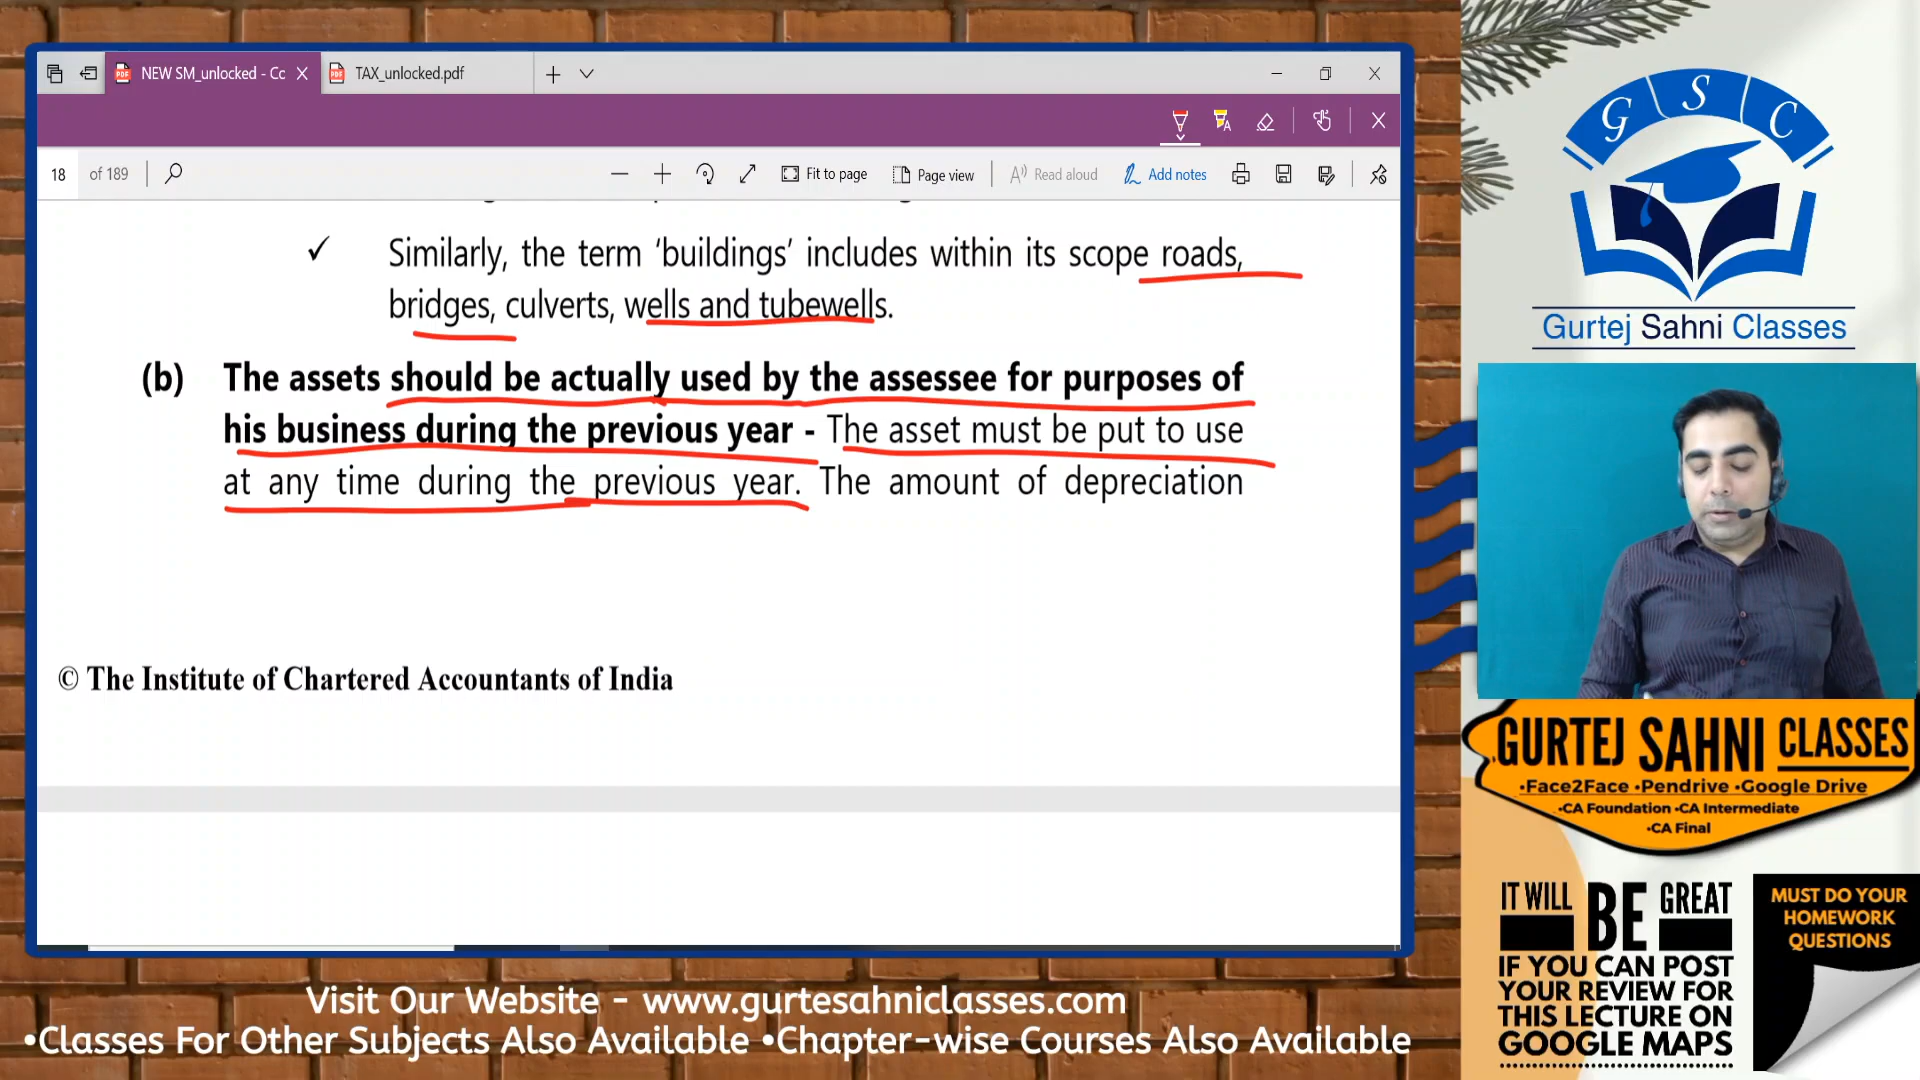 NEW SM_unlocked - Cc
TAX_unlocked.pdf
18 of 189
Fit to page
Page view
Read aloud
Add notes
✓ Similarly, the term ‘buildings’ includes within its scope roads,
bridges, culverts, wells and tubewells.
(b) The assets should be actually used by the assessee for purposes of
his business during the previous year - The asset must be put to use
at any time during the previous year. The amount of depreciation
© The Institute of Chartered Accountants of India
G S C
Gurtej Sahni Classes
GURTEJ SAHNI CLASSES
•Face2Face •Pendrive •Google Drive
•CA Foundation •CA Intermediate
•CA Final
IT WILL BE GREAT
IF YOU CAN POST
YOUR REVIEW FOR
THIS LECTURE ON
GOOGLE MAPS
MUST DO YOUR
HOMEWORK
QUESTIONS
Visit Our Website - www.gurtesahniclasses.com
•Classes For Other Subjects Also Available •Chapter-wise Courses Also Available